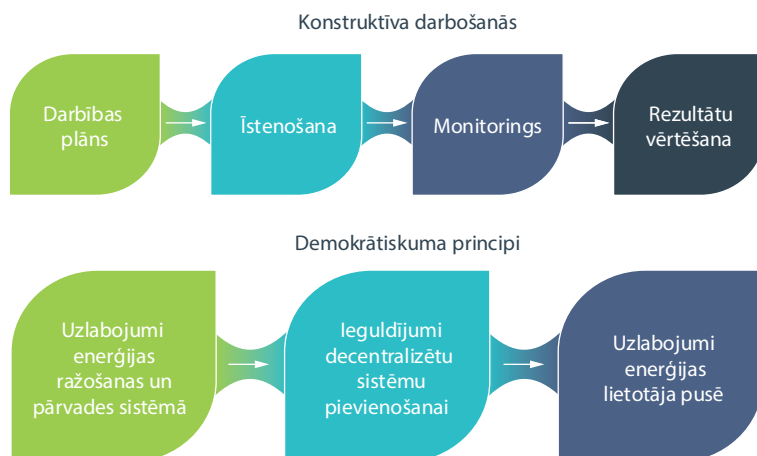 Konstruktīva darbošanās
Darbības
plāns
Īstenošana
Monitorings
Rezultātu
vērtēšana
Demokrātiskuma principi
Uzlabojumi
enerģijas
ražošanas un
pārvades sistēmā
Ieguldījumi
decentralizētu
sistēmu
pievienošanai
Uzlabojumi
enerģijas
lietotāja pusē